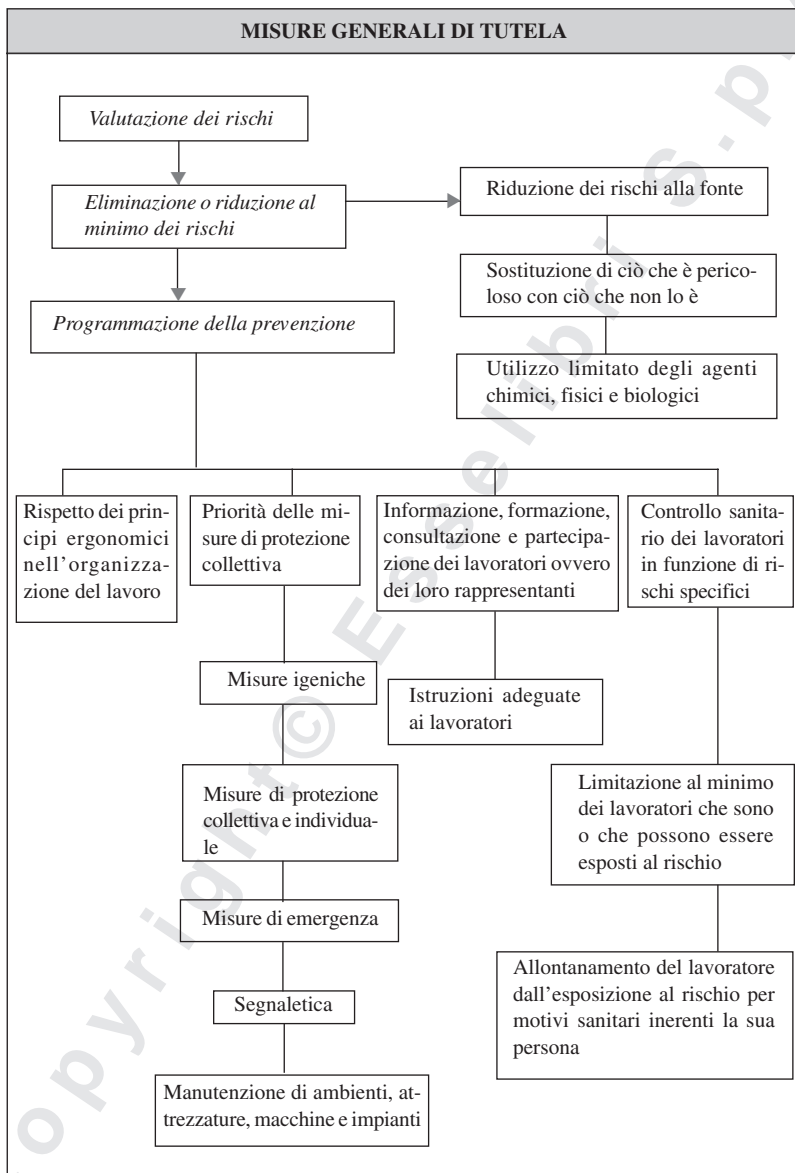 MISURE GENERALI DI TUTELA
Valutazione dei rischi
Eliminazione o riduzione al
minimo dei rischi
Riduzione dei rischi alla fonte
Sostituzione di ciò che è perico-
loso con ciò che non lo è
Programmazione della prevenzione
Utilizzo limitato degli agenti
chimici, fisici e biologici
Rispetto dei prin-
cipi ergonomici
nell'organizza-
zione del lavoro
Priorità delle mi-
sure di protezione
collettiva
Informazione, formazione,
consultazione e partecipa-
zione dei lavoratori ovvero
dei loro rappresentanti
Controllo sanita-
rio dei lavoratori
in funzione di ri-
schi specifici
Misure igeniche
Istruzioni adeguate
ai lavoratori
Misure di protezione
collettiva e individua-
le
Limitazione al minimo
dei lavoratori che sono
o che possono essere
esposti al rischio
Misure di emergenza
Allontanamento del lavoratore
dall'esposizione al rischio per
motivi sanitari inerenti la sua
persona
Segnaletica
Manutenzione di ambienti, at-
trezzature, macchine e impianti
opyright© Esselibri S.p